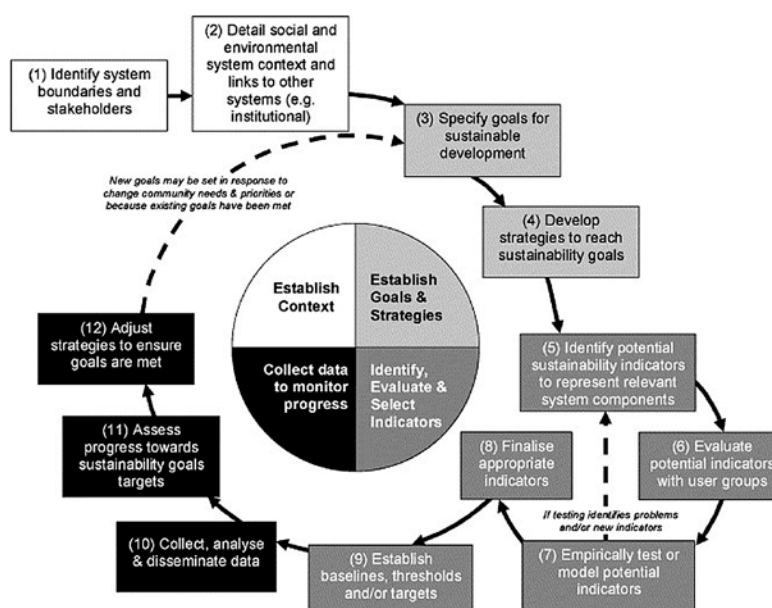 (1) Identify system
boundaries and
stakeholders
(2) Detail social and
environmental
system context and
links to other
systems (e.g.
institutional)
(3) Specify goals for
sustainable
development
New goals may be set in response to
change community needs & priorities or
because existing goals have been met
(4) Develop
strategies to reach
sustainability goals
Establish
Context
Establish
Goals &
Strategies
Collect data
to monitor
progress
Identify,
Evaluate &
Select
Indicators
(5) Identify potential
sustainability indicators
to represent relevant
system components
(6) Evaluate
potential indicators
with user groups
if testing identifies problems
and/or new indicators
(7) Empirically test or
model potential
indicators
(8) Finalise
appropriate
indicators
(9) Establish
baselines, thresholds
and/or targets
(10) Collect, analyse
& disseminate data
(11) Assess
progress towards
sustainability goals
targets
(12) Adjust
strategies to ensure
goals are met